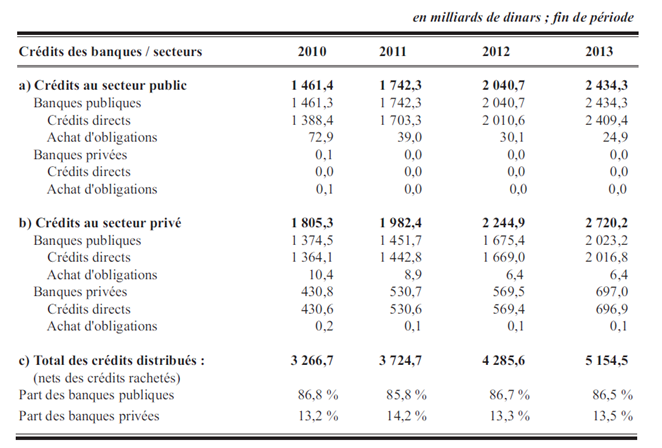 en milliards de dinars ; fin de période
Crédits des banques / secteurs 2010 2011 2012 2013
a) Crédits au secteur public 1 461,4 1 742,3 2 040,7 2 434,3
Banques publiques 1 461,3 1 742,3 2 040,7 2 434,3
Crédits directs 1 388,4 1 703,3 2 010,6 2 409,4
Achat d'obligations 72,9 39,0 30,1 24,9
Banques privées 0,1 0,0 0,0 0,0
Crédits directs 0,0 0,0 0,0 0,0
Achat d'obligations 0,1 0,0 0,0 0,0
b) Crédits au secteur privé 1 805,3 1 982,4 2 244,9 2 720,2
Banques publiques 1 374,5 1 451,7 1 675,4 2 023,2
Crédits directs 1 364,1 1 442,8 1 669,0 2 016,8
Achat d'obligations 10,4 8,9 6,4 6,4
Banques privées 430,8 530,7 569,5 697,0
Crédits directs 430,6 530,6 569,4 696,9
Achat d'obligations 0,2 0,1 0,1 0,1
c) Total des crédits distribués : 3 266,7 3 724,7 4 285,6 5 154,5
(nets des crédits rachetés)
Part des banques publiques 86,8 % 85,8 % 86,7 % 86,5 %
Part des banques privées 13,2 % 14,2 % 13,3 % 13,5 %